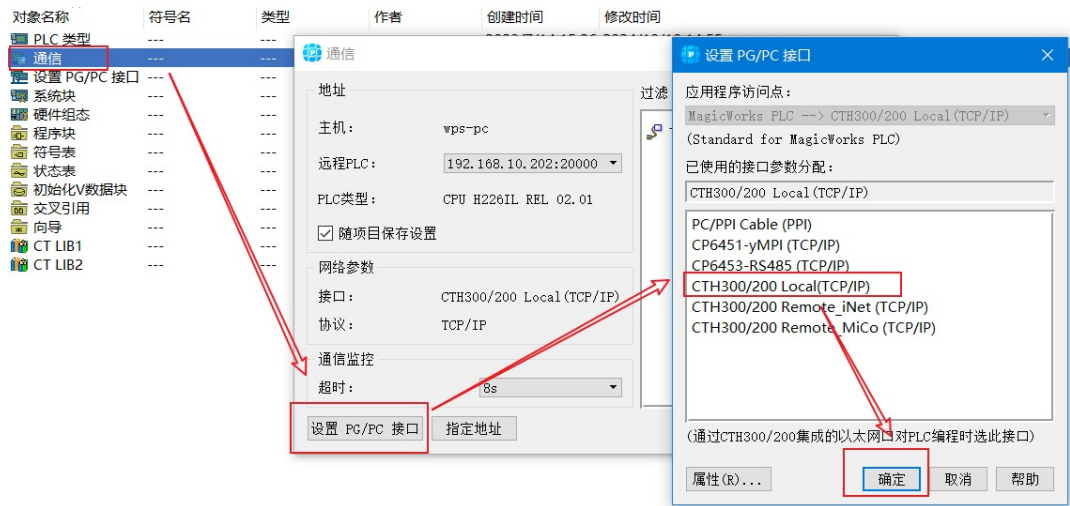 对象名称 符号名 类型 作者 创建时间 修改时间
PLC 类型 --- ---
通信 --- ---
设置 PG/PC 接口 --- ---
系统块 --- ---
硬件组态 --- ---
程序块 --- ---
符号表 --- ---
状态表 --- ---
初始化V数据块 --- ---
交叉引用 --- ---
向导 --- ---
CT LIB1 --- ---
CT LIB2 --- ---
通信
地址
主机： wps-pc
远程PLC： 192.168.10.202:20000
PLC类型： CPU H226IL REL 02.01
随项目保存设置
网络参数
接口： CTH300/200 Local(TCP/IP)
协议： TCP/IP
通信监控
超时： 8s
设置 PG/PC 接口 指定地址
过滤
设置 PG/PC 接口
应用程序访问点：
MagicWorks PLC --> CTH300/200 Local(TCP/IP)
(Standard for MagicWorks PLC)
已使用的接口参数分配：
CTH300/200 Local(TCP/IP)
PC/PPI Cable (PPI)
CP6451-yMPI (TCP/IP)
CP6453-RS485 (TCP/IP)
CTH300/200 Local(TCP/IP)
CTH300/200 Remote_iNet (TCP/IP)
CTH300/200 Remote_MiCo (TCP/IP)
(通过CTH300/200集成的以太网口对PLC编程时选此接口)
属性(R)... 确定 取消 帮助